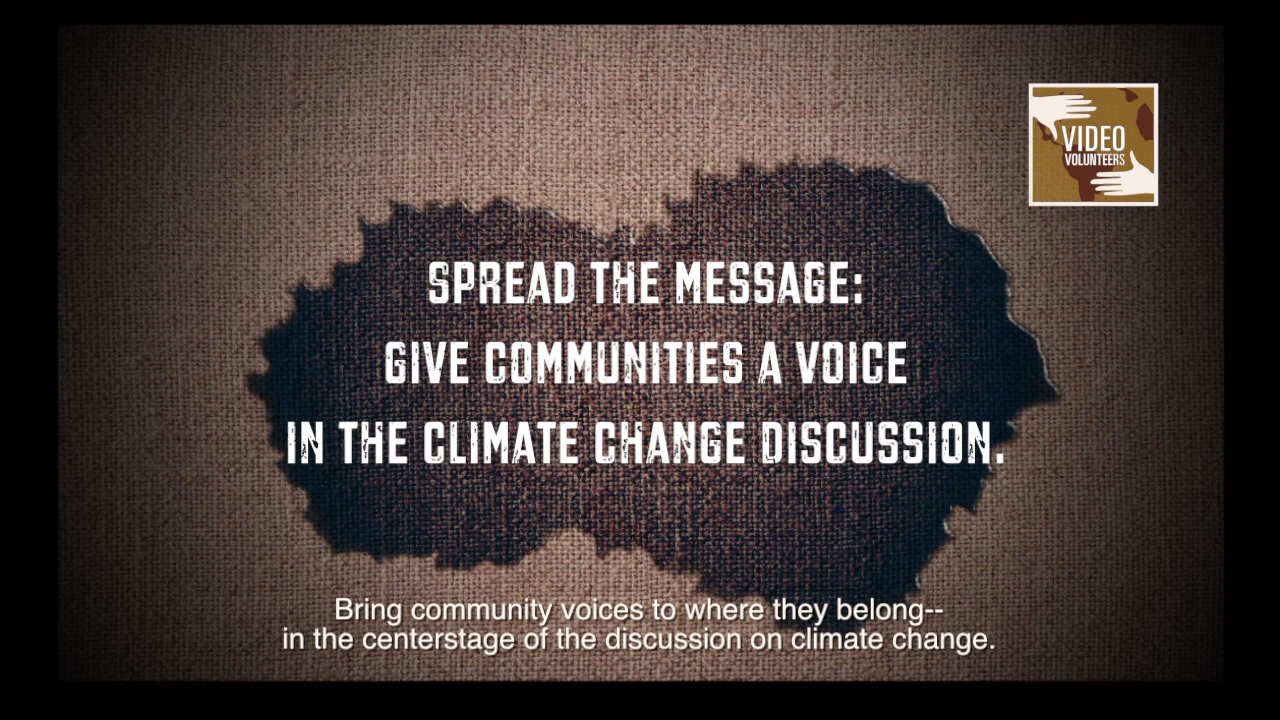 VIDEO
VOLUNTEERS
SPREAD THE MESSAGE:
GIVE COMMUNITIES A VOICE
IN THE CLIMATE CHANGE DISCUSSION.
Bring community voices to where they belong--
in the centerstage of the discussion on climate change.